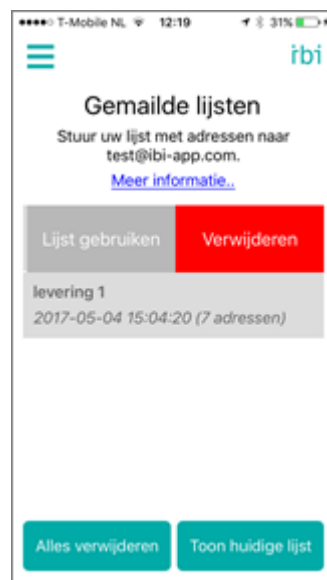 T-Mobile NL 12:19 31%
ibi
Gemailde lijsten
Stuur uw lijst met adressen naar
test@ibi-app.com.
Meer informatie..
Lijst gebruiken Verwijderen
levering 1
2017-05-04 15:04:20 (7 adressen)
Alles verwijderen Toon huidige lijst